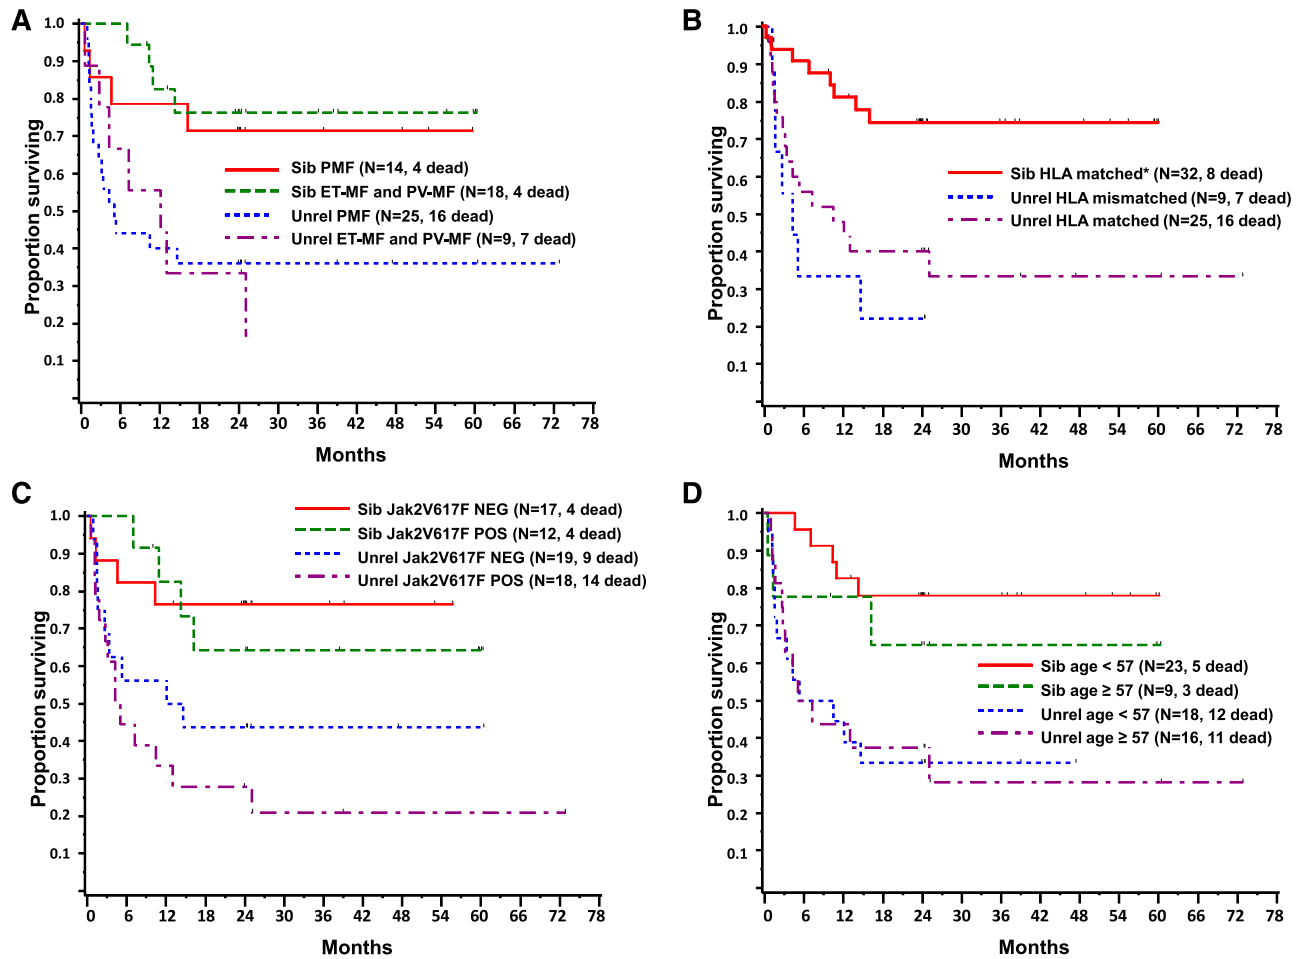 A
Proportion surviving
1.0
0.9
0.8
0.7
0.6
0.5
0.4
0.3
0.2
0.1
Sib PMF (N=14, 4 dead)
Sib ET-MF and PV-MF (N=18, 4 dead)
Unrel PMF (N=25, 16 dead)
Unrel ET-MF and PV-MF (N=9, 7 dead)
0 6 12 18 24 30 36 42 48 54 60 66 72 78
Months
B
Proportion surviving
1.0
0.9
0.8
0.7
0.6
0.5
0.4
0.3
0.2
0.1
Sib HLA matched* (N=32, 8 dead)
Unrel HLA mismatched (N=9, 7 dead)
Unrel HLA matched (N=25, 16 dead)
0 6 12 18 24 30 36 42 48 54 60 66 72 78
Months
C
Proportion surviving
1.0
0.9
0.8
0.7
0.6
0.5
0.4
0.3
0.2
0.1
Sib Jak2V617F NEG (N=17, 4 dead)
Sib Jak2V617F POS (N=12, 4 dead)
Unrel Jak2V617F NEG (N=19, 9 dead)
Unrel Jak2V617F POS (N=18, 14 dead)
0 6 12 18 24 30 36 42 48 54 60 66 72 78
Months
D
Proportion surviving
1.0
0.9
0.8
0.7
0.6
0.5
0.4
0.3
0.2
0.1
Sib age < 57 (N=23, 5 dead)
Sib age ≥ 57 (N=9, 3 dead)
Unrel age < 57 (N=18, 12 dead)
Unrel age ≥ 57 (N=16, 11 dead)
0 6 12 18 24 30 36 42 48 54 60 66 72 78
Months